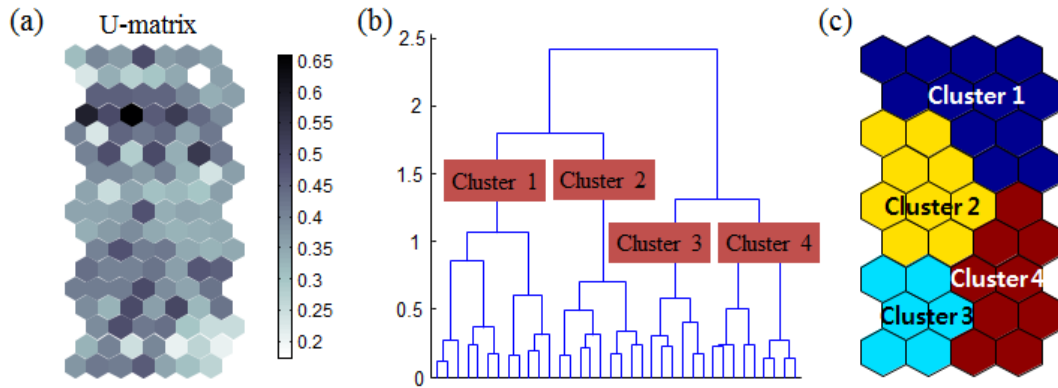 (a)
U-matrix
0.65
0.6
0.55
0.5
0.45
0.4
0.35
0.3
0.25
0.2
(b)
2.5
2
1.5
1
0.5
0
Cluster 1
Cluster 2
Cluster 3
Cluster 4
(c)
Cluster 1
Cluster 2
Cluster 4
Cluster 3